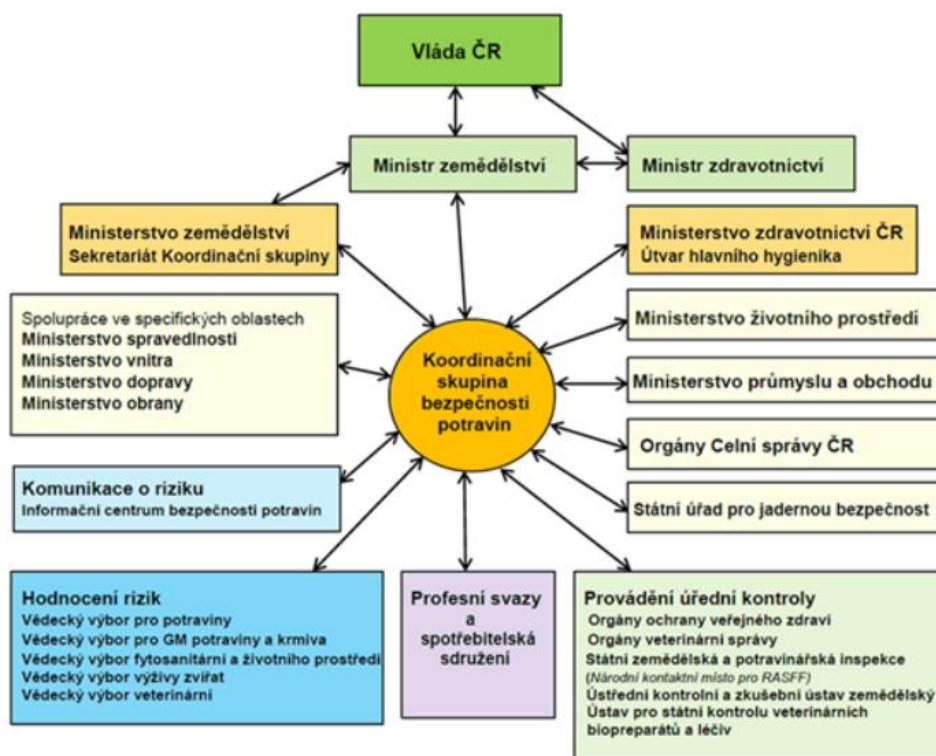 Vláda ČR
Ministr zemědělství
Ministr zdravotnictví
Ministerstvo zemědělství
Sekretariát Koordinační skupiny
Ministerstvo zdravotnictví ČR
Útvar hlavního hygienika
Spolupráce ve specifických oblastech
Ministerstvo spravedlnosti
Ministerstvo vnitra
Ministerstvo dopravy
Ministerstvo obrany
Koordinační
skupina
bezpečnosti
potravin
Ministerstvo životního prostředí
Ministerstvo průmyslu a obchodu
Orgány Celní správy ČR
Státní úřad pro jadernou bezpečnost
Komunikace o riziku
Informační centrum bezpečnosti potravin
Hodnocení rizik
Vědecký výbor pro potraviny
Vědecký výbor pro GM potraviny a krmiva
Vědecký výbor fytosanitární a životního prostředí
Vědecký výbor výživy zvířat
Vědecký výbor veterinární
Profesní svazy
a
spotřebitelská
sdružení
Provádění úřední kontroly
Orgány ochrany veřejného zdraví
Orgány veterinární správy
Státní zemědělská a potravinářská inspekce
(Národní kontaktní místo pro RASFF)
Ústřední kontrolní a zkušební ústav zemědělský
Ústav pro státní kontrolu veterinárních
biopreparátů a léčiv